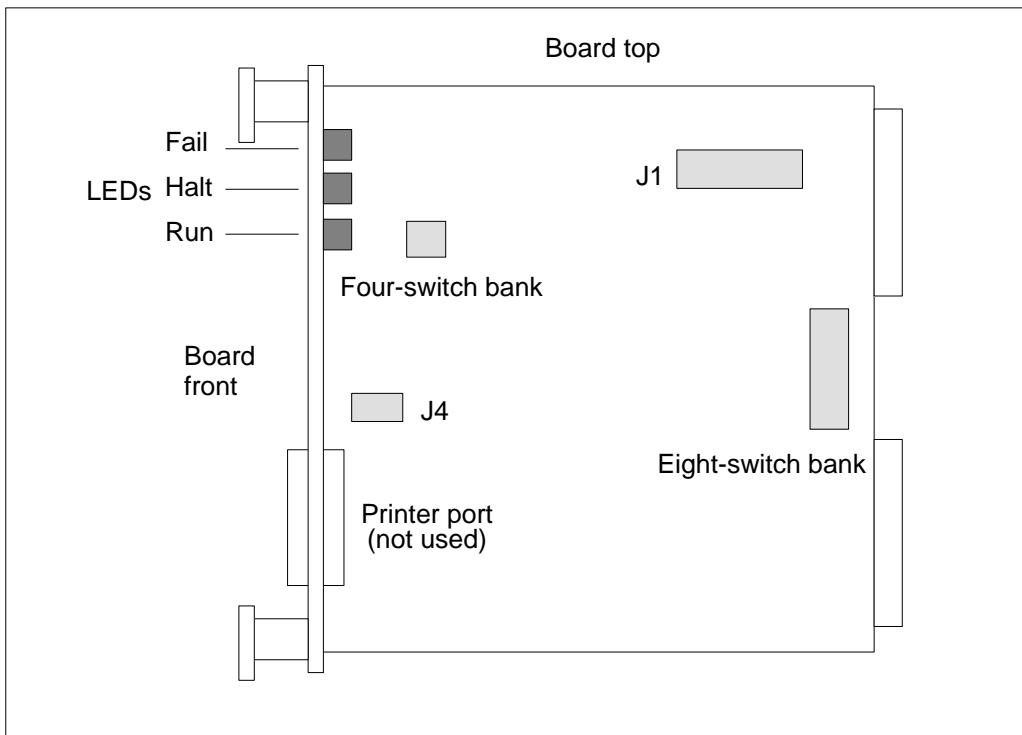 Board top
Fail
LEDs Halt
Run
J1
Four-switch bank
Board
front
J4
Eight-switch bank
Printer port
(not used)